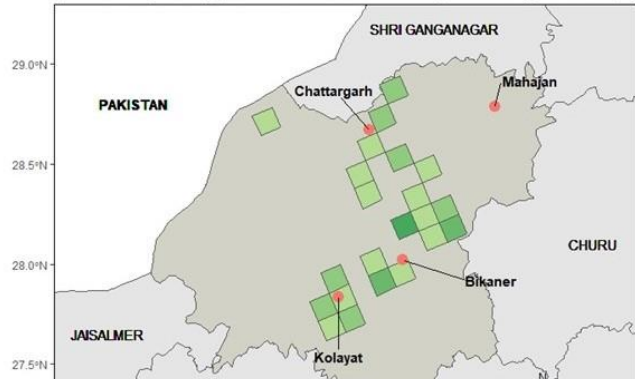 SHRI GANGANAGAR
29.0°N
Mahajan
Chattargarh
PAKISTAN
28.5°N
CHURU
28.0°N
Bikaner
JAISALMER
Kolayat
27.5°N
N